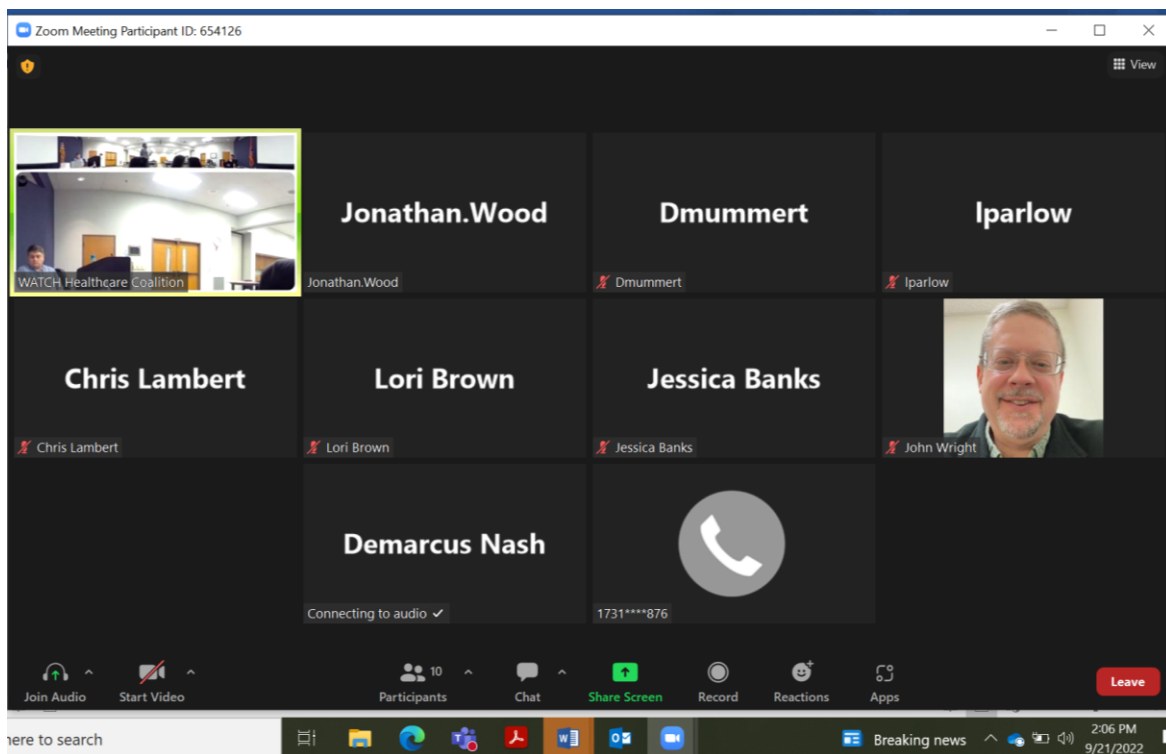 Zoom Meeting Participant ID: 654126
View
WATCH Healthcare Coalition
Jonathan.Wood
Jonathan.Wood
Dmummert
Dmummert
lparlow
lparlow
Chris Lambert
Chris Lambert
Lori Brown
Lori Brown
Jessica Banks
Jessica Banks
John Wright
Demarcus Nash
Connecting to audio ✓
1731****876
Join Audio
Start Video
10
Participants
Chat
Share Screen
Record
Reactions
Apps
Leave
here to search
Breaking news
2:06 PM
9/21/2022